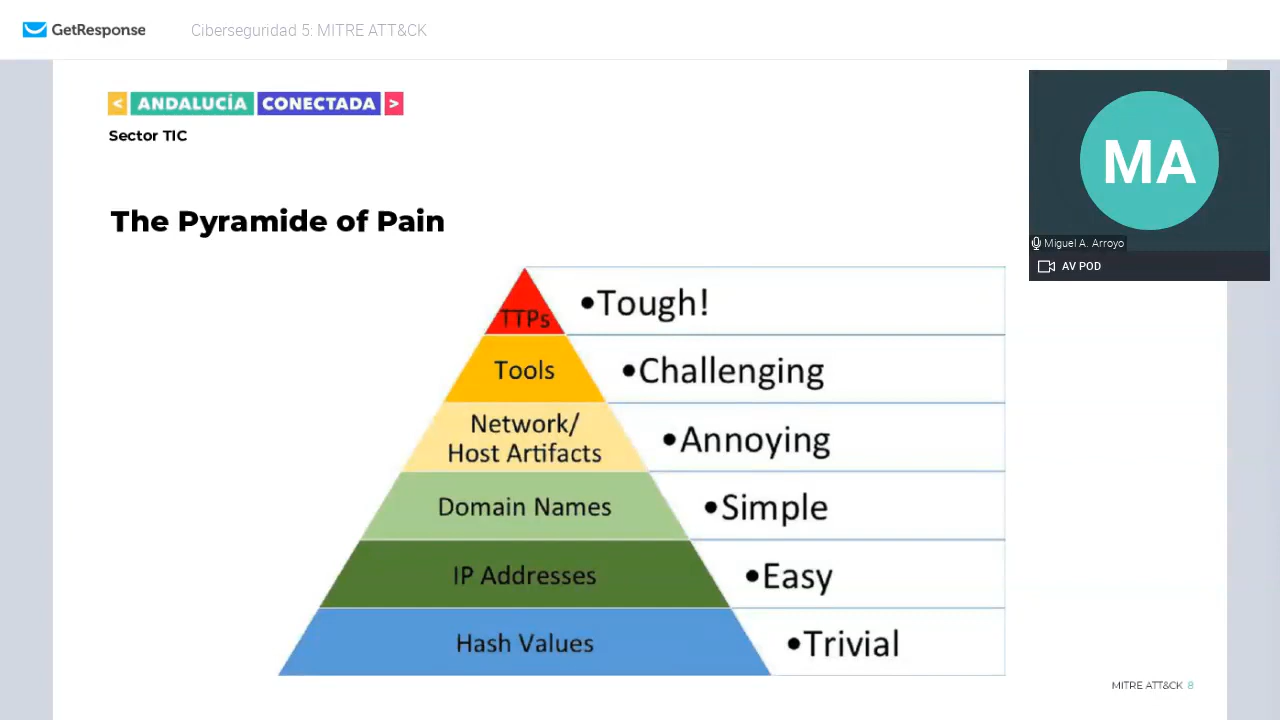 GetResponse
Ciberseguridad 5: MITRE ATT&CK
< ANDALUCÍA CONECTADA >
Sector TIC
MA
Miguel A. Arroyo
AV POD
The Pyramide of Pain
TTPs
•Tough!
Tools
•Challenging
Network/
Host Artifacts
•Annoying
Domain Names
•Simple
IP Addresses
•Easy
Hash Values
•Trivial
MITRE ATT&CK 8